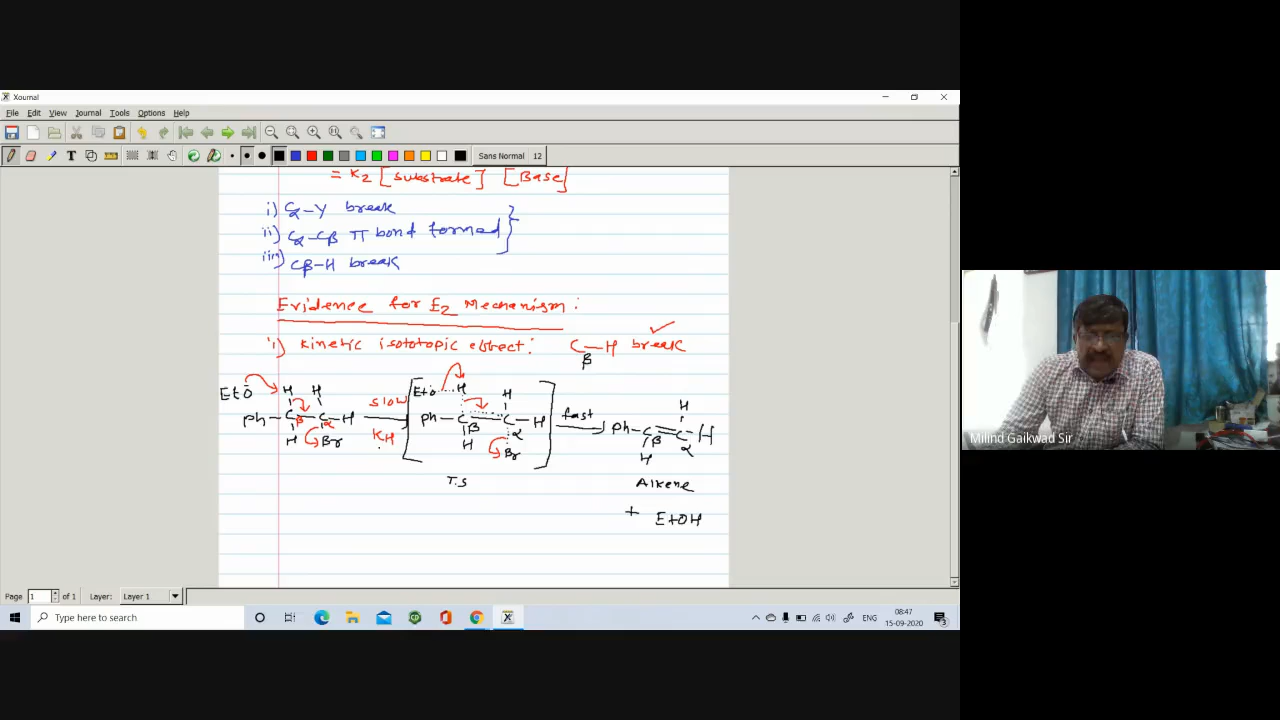 Xournal
File Edit View Journal Tools Options Help
Sans Normal 12
= K2 [substrate] [Base]
i) Cα-Y break
ii) Cα-Cβ π bond formed
iii) Cβ-H break
Evidence for E2 Mechanism:
i) Kinetic isototopic effect: C-H break
β
EtO H H slow EtO H H fast H
Ph C C H Ph C C H Ph-C=C-H
β α β α β α
H Br KH H Br H
T.S Alkene
+ EtOH
Milind Gaikwad Sir
Page 1 of 1 Layer: Layer 1
Type here to search
ENG
08:47
15-09-2020
3